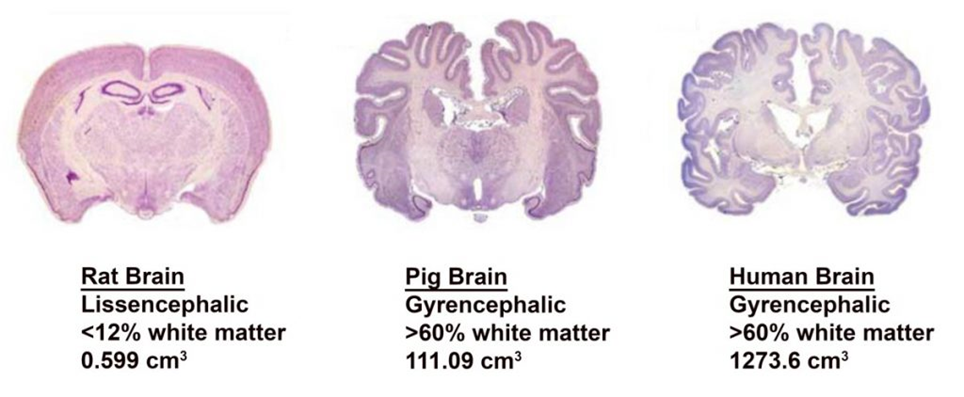 Rat Brain
Lissencephalic
<12% white matter
0.599 cm³
Pig Brain
Gyrencephalic
>60% white matter
111.09 cm³
Human Brain
Gyrencephalic
>60% white matter
1273.6 cm³